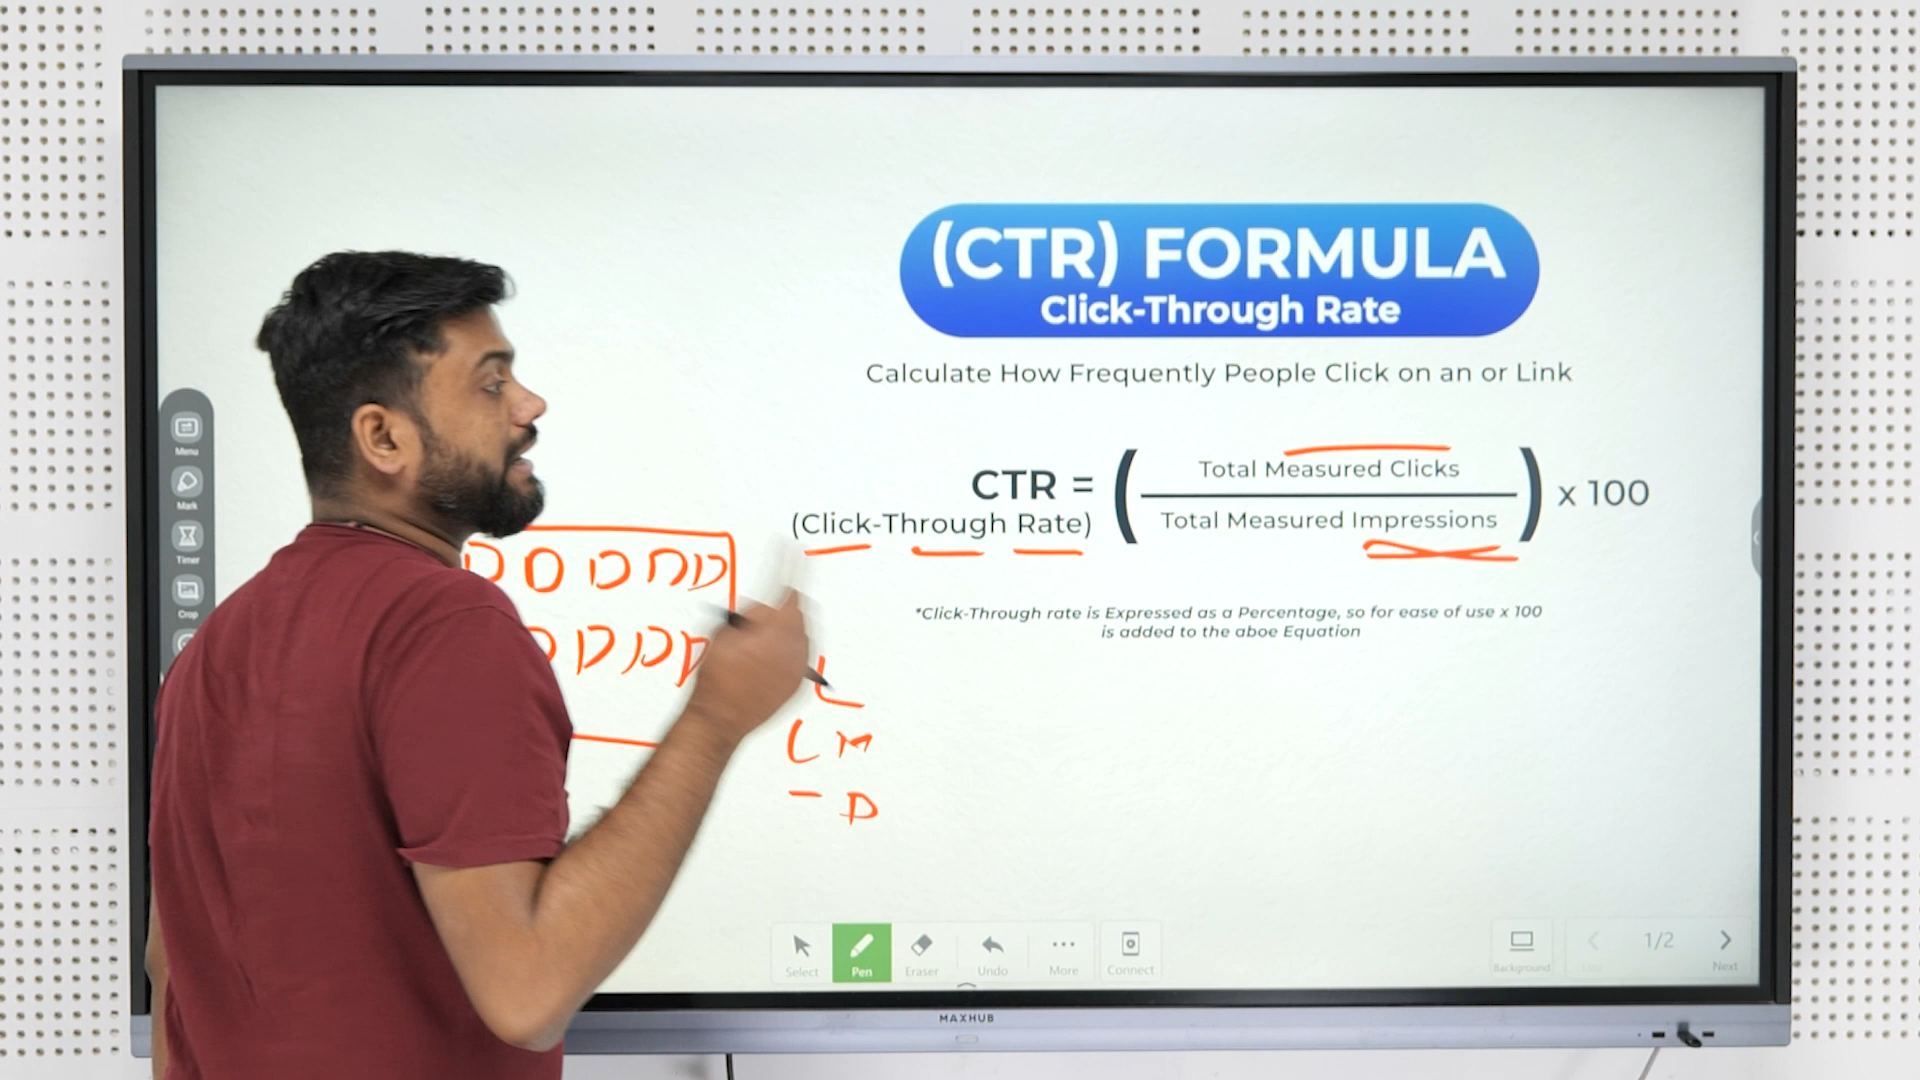 (CTR) FORMULA
Click-Through Rate
Calculate How Frequently People Click on an or Link
CTR =
(Click-Through Rate)
( Total Measured Clicks
Total Measured Impressions ) x 100
*Click-Through rate is Expressed as a Percentage, so for ease of use x 100
is added to the aboe Equation
D D D D D
D D D D
L
L M
– D
Menu
Mark
Timer
Crop
Select
Pen
Eraser
Undo
More
Connect
Background
1/2
Next
MAXHUB